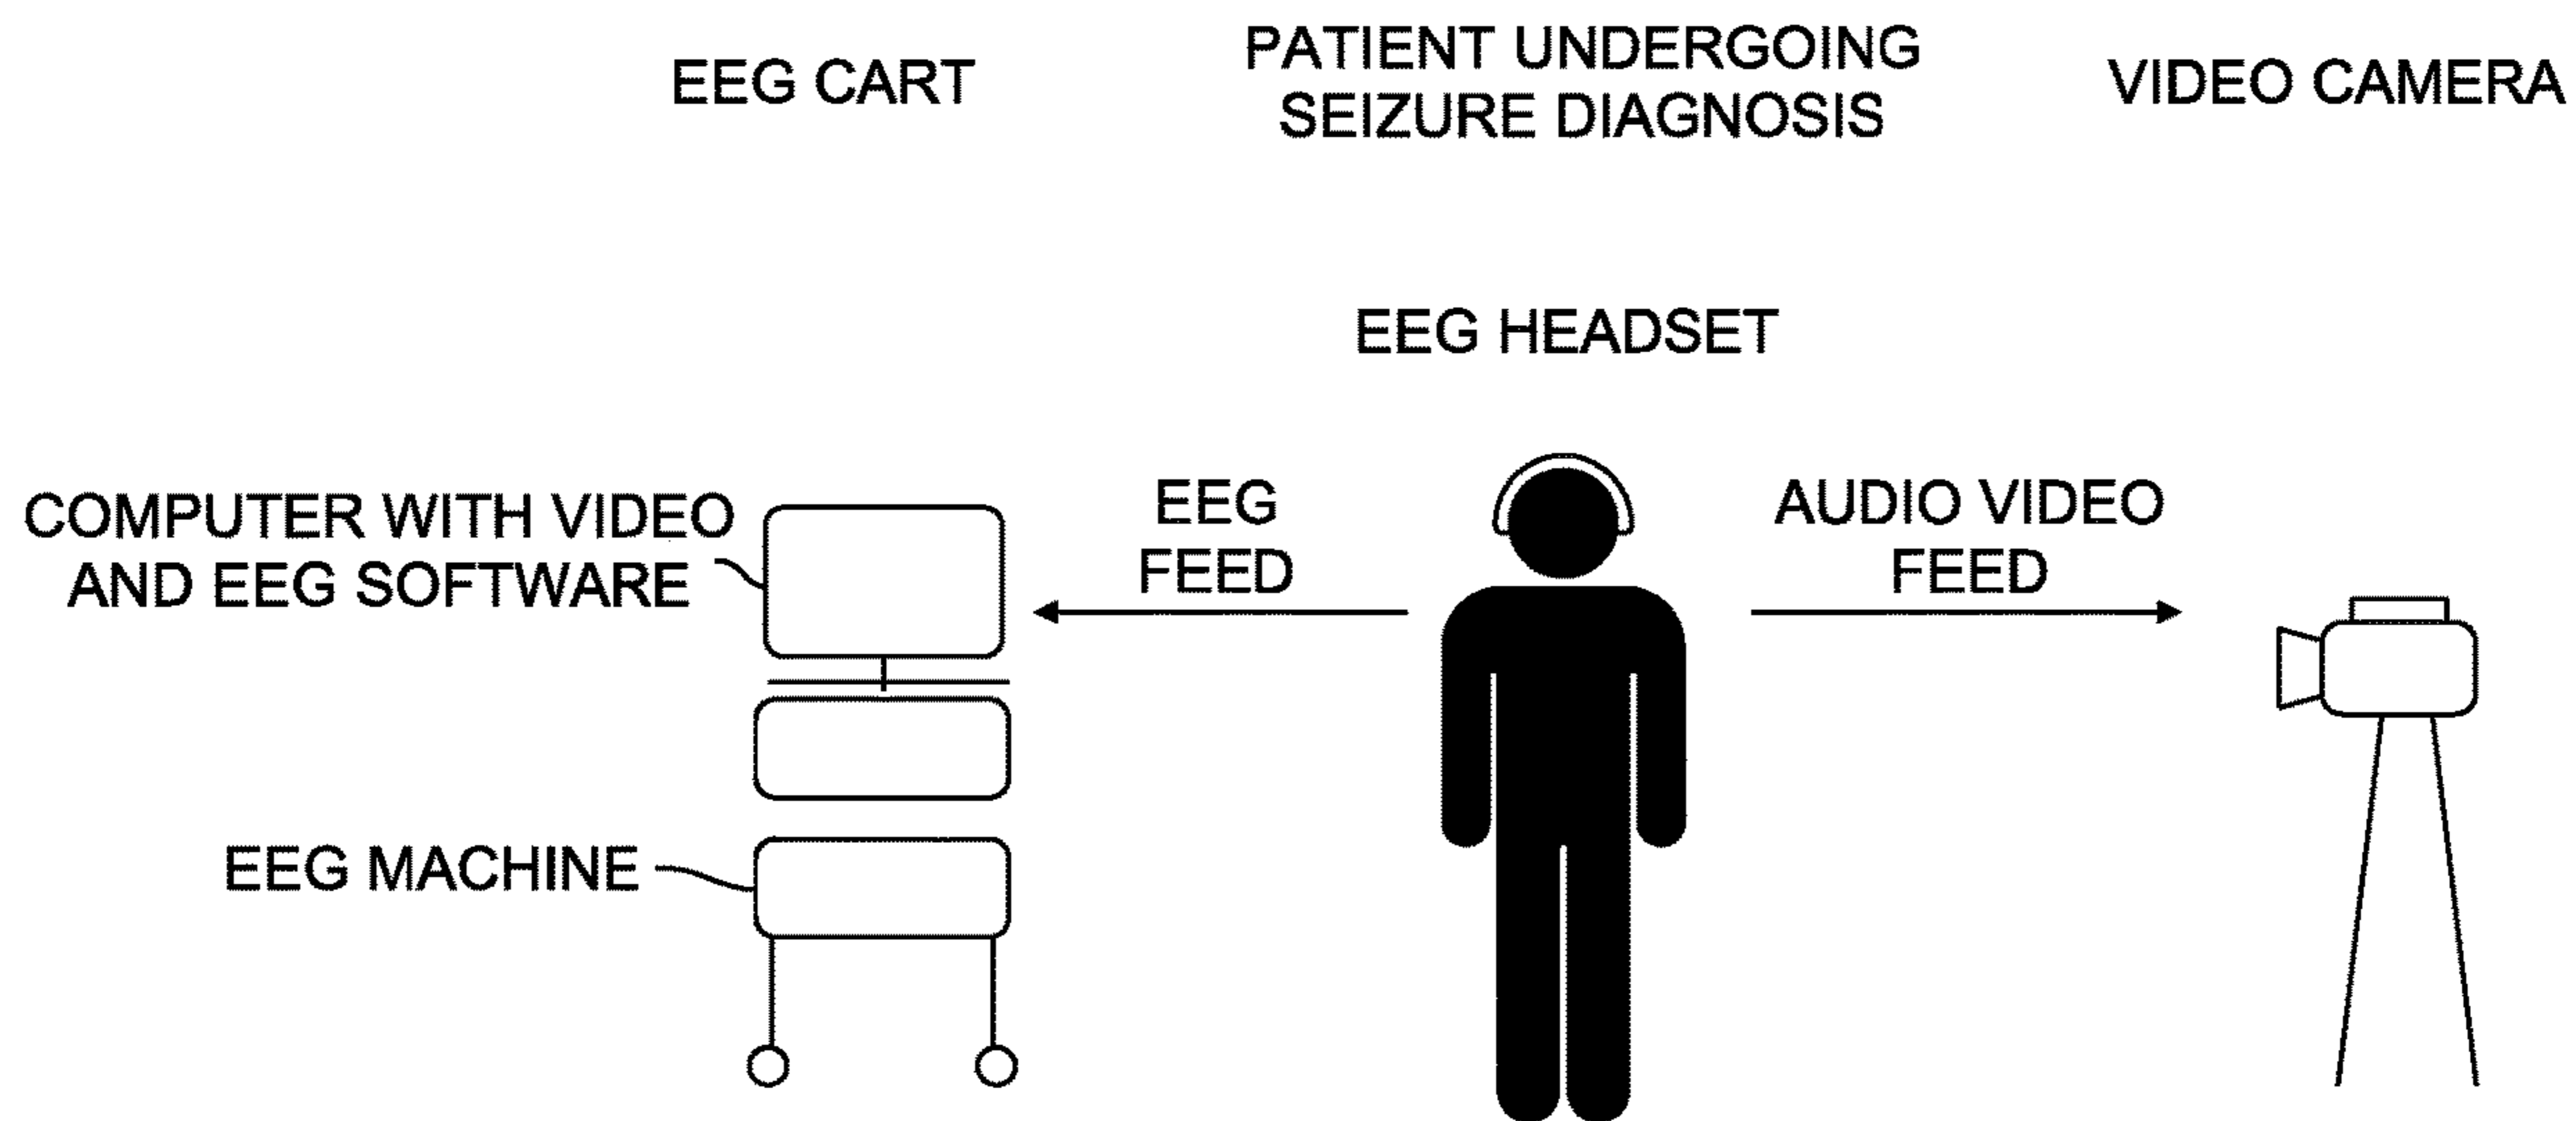 EEG CART
PATIENT UNDERGOING
SEIZURE DIAGNOSIS
VIDEO CAMERA
EEG HEADSET
COMPUTER WITH VIDEO
AND EEG SOFTWARE
EEG
FEED
AUDIO VIDEO
FEED
EEG MACHINE